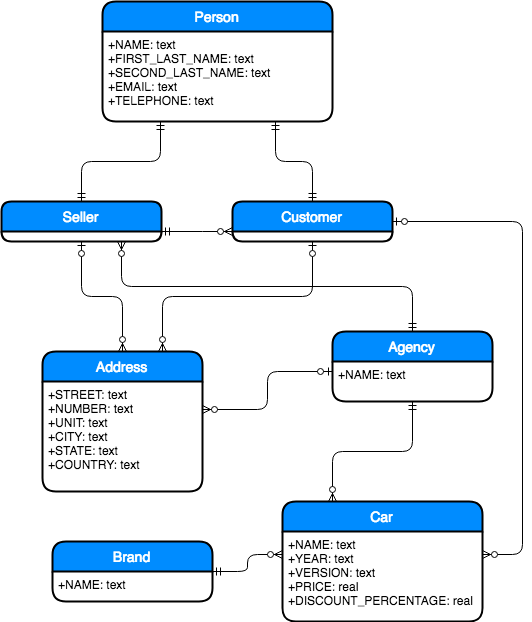 Person
+NAME: text
+FIRST_LAST_NAME: text
+SECOND_LAST_NAME: text
+EMAIL: text
+TELEPHONE: text
Seller
Customer
Address
+STREET: text
+NUMBER: text
+UNIT: text
+CITY: text
+STATE: text
+COUNTRY: text
Agency
+NAME: text
Brand
+NAME: text
Car
+NAME: text
+YEAR: text
+VERSION: text
+PRICE: real
+DISCOUNT_PERCENTAGE: real